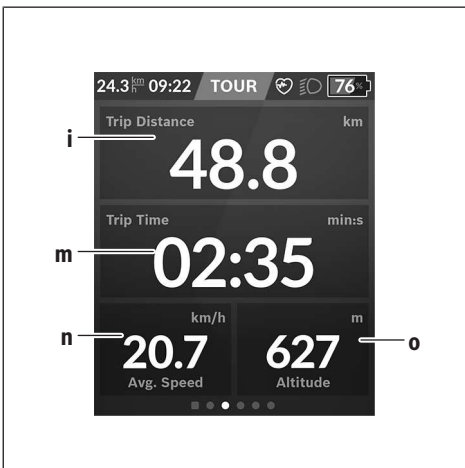 24.3 km/h 09:22 TOUR 76%
Trip Distance km
i
48.8
Trip Time min:s
m
02:35
km/h m
n 20.7 627 o
Avg. Speed Altitude